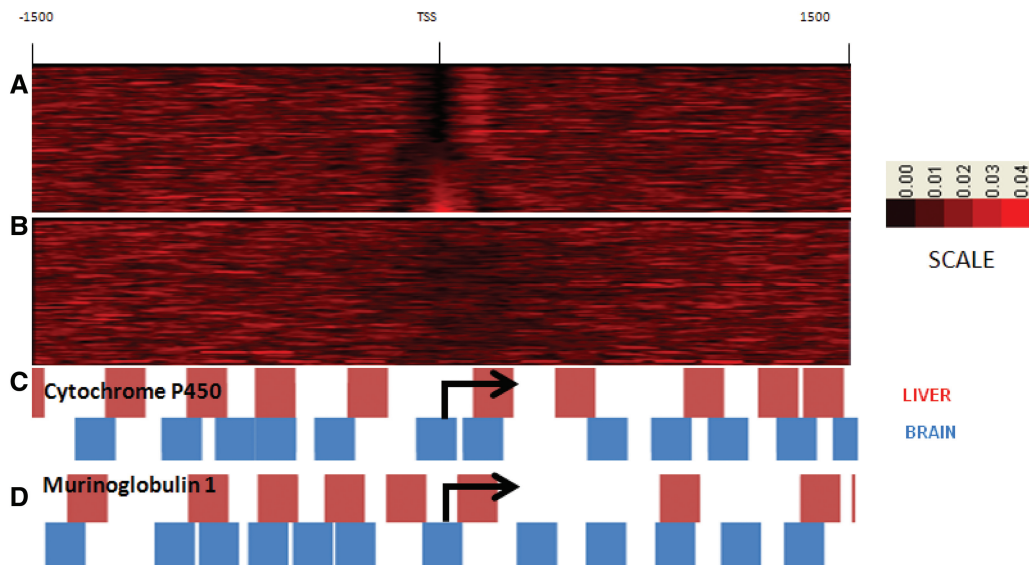 -1500
TSS
1500
A
B
0.00
0.01
0.02
0.03
0.04
SCALE
C
Cytochrome P450
LIVER
BRAIN
D
Murinoglobulin 1